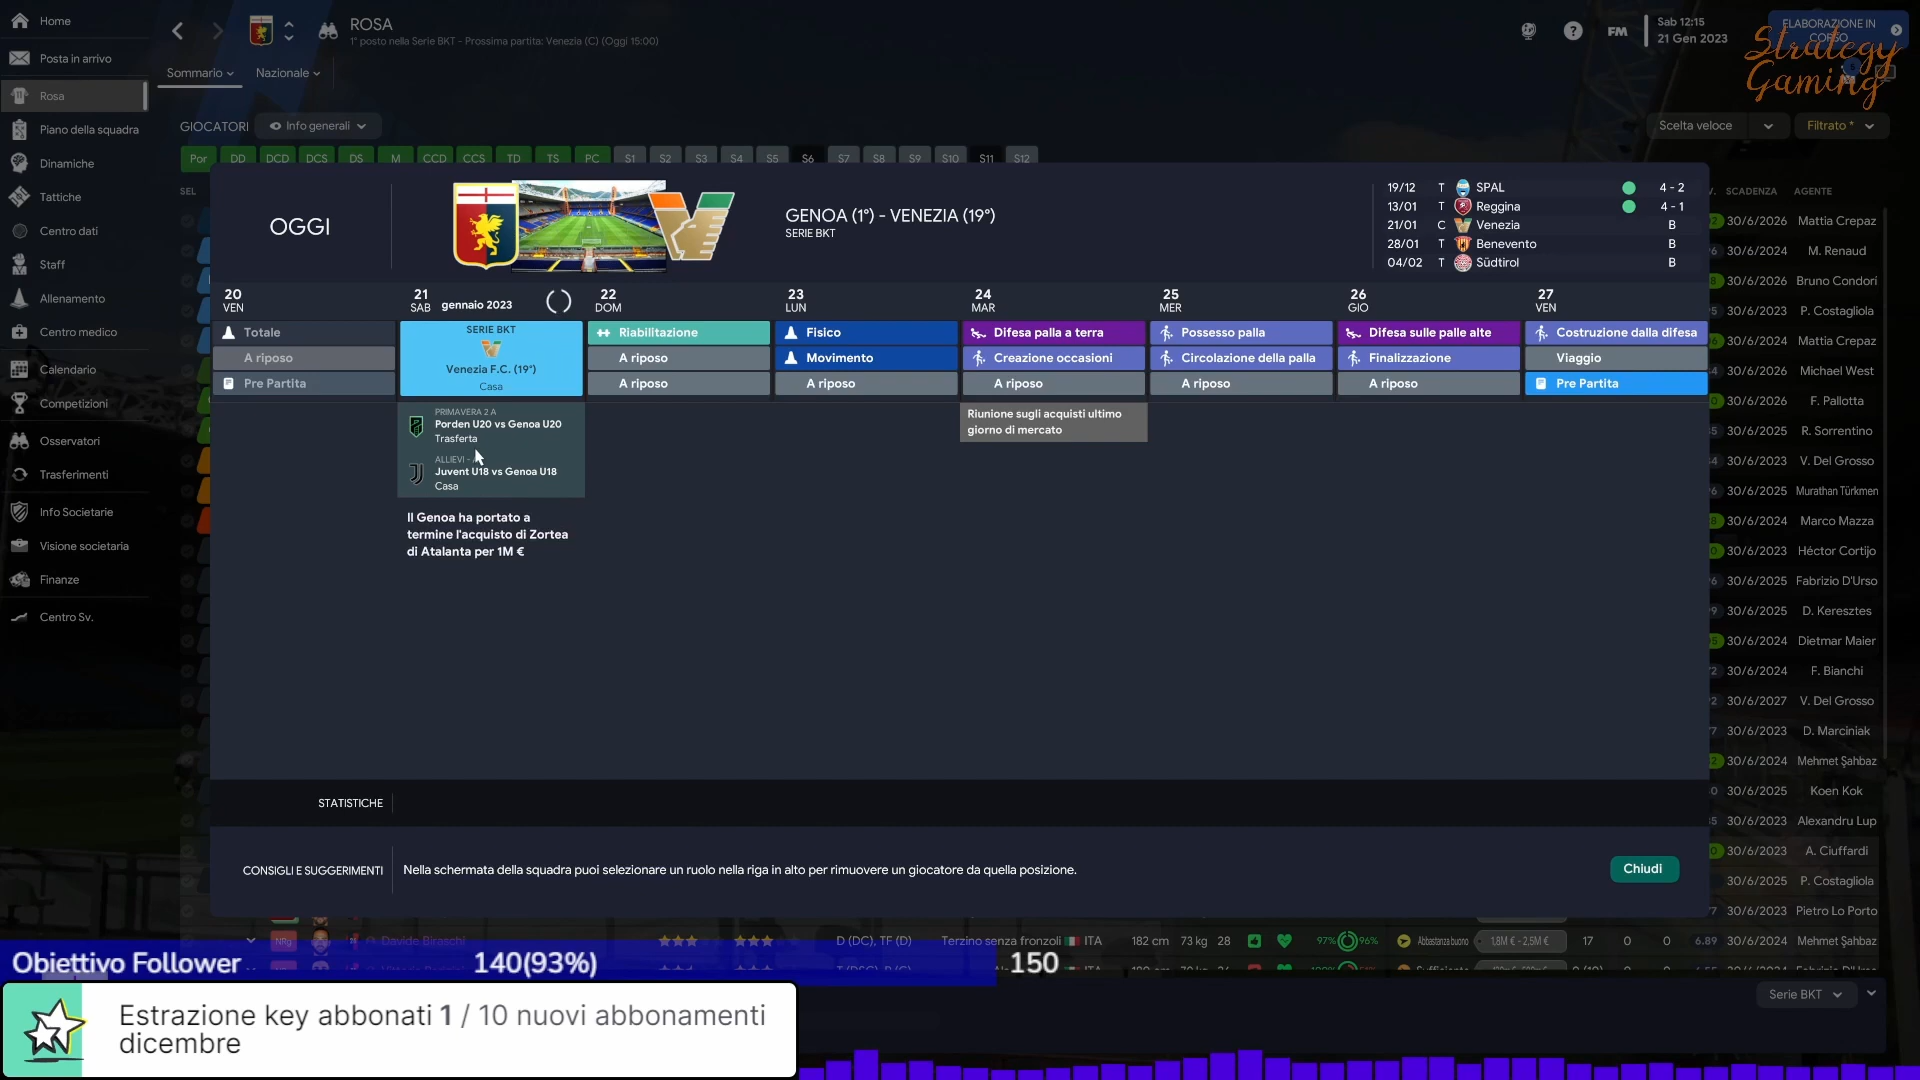 Home
Posta in arrivo
Rosa
Piano della squadra
Dinamiche
Tattiche
Centro dati
Staff
Allenamento
Centro medico
Calendario
Competizioni
Osservatori
Trasferimenti
Info Societarie
Visione societaria
Finanze
Centro Sv.
ROSA
1° posto nella Serie BKT - Prossima partita: Venezia (C) (Oggi 15:00)
Sommario
Nazionale
FM
Sab 12:15
21 Gen 2023
ELABORAZIONE IN
CORSO
Strategy
Gaming
GIOCATORI
Info generali
Scelta veloce
Filtrato *
Por DD DCD DCS DS M CCD CCS TD TS PC S1 S2 S3 S4 S5 S6 S7 S8 S9 S10 S11 S12
SEL
SCADENZA AGENTE
OGGI
GENOA (1°) - VENEZIA (19°)
SERIE BKT
19/12 T SPAL 4 - 2
13/01 T Reggina 4 - 1
21/01 C Venezia B
28/01 T Benevento B
04/02 T Südtirol B
20
VEN
Totale
A riposo
Pre Partita
21
SAB
gennaio 2023
SERIE BKT
Venezia F.C. (19°)
Casa
PRIMAVERA 2 A
Porden U20 vs Genoa U20
Trasferta
ALLIEVI -
Juvent U18 vs Genoa U18
Casa
Il Genoa ha portato a
termine l'acquisto di Zortea
di Atalanta per 1M €
22
DOM
Riabilitazione
A riposo
A riposo
23
LUN
Fisico
Movimento
A riposo
24
MAR
Difesa palla a terra
Creazione occasioni
A riposo
Riunione sugli acquisti ultimo
giorno di mercato
25
MER
Possesso palla
Circolazione della palla
A riposo
26
GIO
Difesa sulle palle alte
Finalizzazione
A riposo
27
VEN
Costruzione dalla difesa
Viaggio
Pre Partita
30/6/2026 Mattia Crepaz
30/6/2024 M. Renaud
30/6/2026 Bruno Condori
30/6/2025 P. Costagliola
30/6/2024 Mattia Crepaz
30/6/2026 Michael West
30/6/2026 F. Pallotta
30/6/2025 R. Sorrentino
30/6/2023 V. Del Grosso
30/6/2025 Murathan Türkmen
30/6/2024 Marco Mazza
30/6/2023 Héctor Cortijo
30/6/2025 Fabrizio D'Urso
30/6/2025 D. Keresztes
30/6/2024 Dietmar Maier
30/6/2024 F. Bianchi
30/6/2027 V. Del Grosso
30/6/2023 D. Marciniak
30/6/2024 Mehmet Şahbaz
30/6/2025 Koen Kok
30/6/2023 Alexandru Lup
30/6/2023 A. Ciuffardi
30/6/2025 P. Costagliola
30/6/2023 Pietro Lo Porto
STATISTICHE
CONSIGLI E SUGGERIMENTI
Nella schermata della squadra puoi selezionare un ruolo nella riga in alto per rimuovere un giocatore da quella posizione.
Chiudi
Davide Biraschi D (DC), TF (D) Terzino senza fronzoli ITA 182 cm 73 kg 28 97% 96% Abbastanza buono 1,8M € - 2,5M € 17 0 0 6.89 30/6/2024 Mehmet Şahbaz
Obiettivo Follower 140(93%) 150
Serie BKT
Estrazione key abbonati 1 / 10 nuovi abbonamenti
dicembre